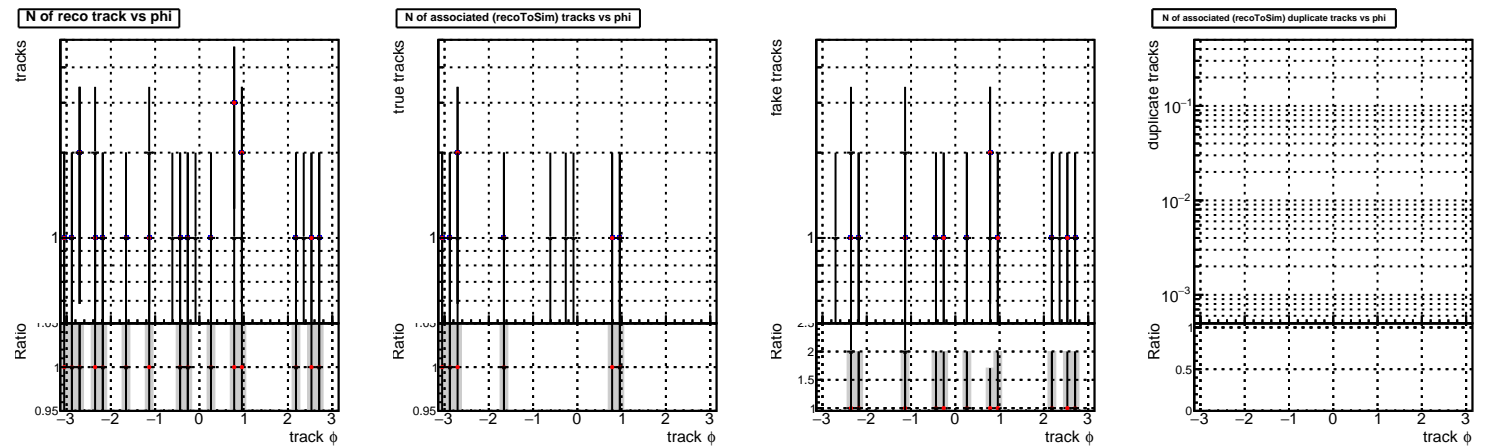 N of reco track vs phi
tracks
1
Ratio
1
0.95
−3 −2 −1 0 1 2 3
track ϕ
N of associated (recoToSim) tracks vs phi
true tracks
1
Ratio
1
0.95
−3 −2 −1 0 1 2 3
track ϕ
fake tracks
1
Ratio
2.5
2
1.5
1
−3 −2 −1 0 1 2 3
track ϕ
N of associated (recoToSim) duplicate tracks vs phi
duplicate tracks
10−1
10−2
10−3
Ratio
1
0.5
0
−3 −2 −1 0 1 2 3
track ϕ